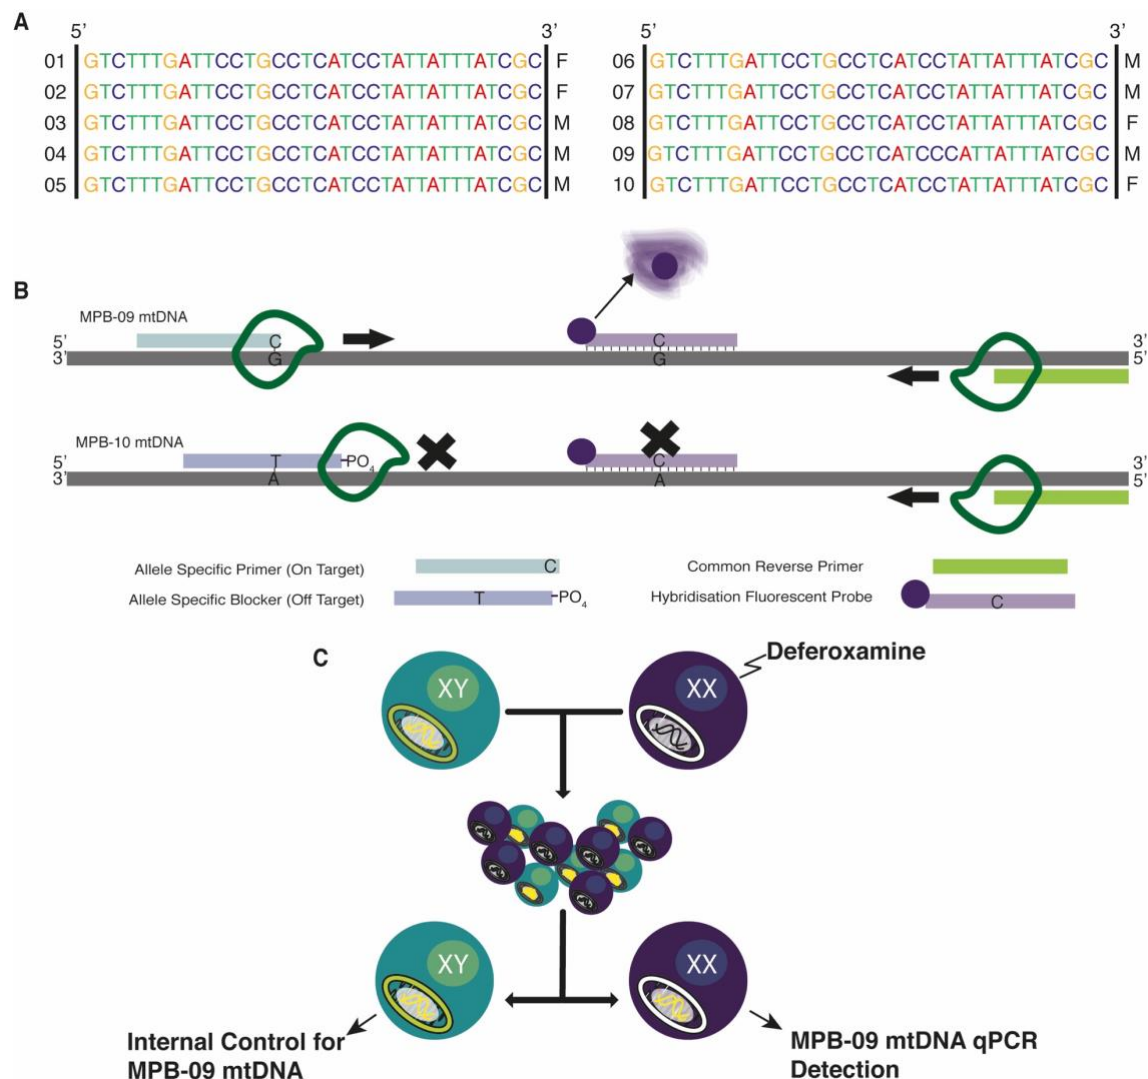 A
5’ 3’
01 GTCTTTGATTCCTGCCTCATCCTATTATTTATCGC F
02 GTCTTTGATTCCTGCCTCATCCTATTATTTATCGC F
03 GTCTTTGATTCCTGCCTCATCCTATTATTTATCGC M
04 GTCTTTGATTCCTGCCTCATCCTATTATTTATCGC M
05 GTCTTTGATTCCTGCCTCATCCTATTATTTATCGC M
5’ 3’
06 GTCTTTGATTCCTGCCTCATCCTATTATTTATCGC M
07 GTCTTTGATTCCTGCCTCATCCTATTATTTATCGC M
08 GTCTTTGATTCCTGCCTCATCCTATTATTTATCGC F
09 GTCTTTGATTCCTGCCTCATCCCATTATTTATCGC M
10 GTCTTTGATTCCTGCCTCATCCTATTATTTATCGC F
B
MPB-09 mtDNA
5’ C C 3’
3’ G G 5’
MPB-10 mtDNA
5’ T PO4 C 3’
3’ A A 5’
Allele Specific Primer (On Target) C
Allele Specific Blocker (Off Target) T PO4
Common Reverse Primer
Hybridisation Fluorescent Probe C
C
XY
XX
Deferoxamine
XY
XX
Internal Control for
MPB-09 mtDNA
MPB-09 mtDNA qPCR
Detection